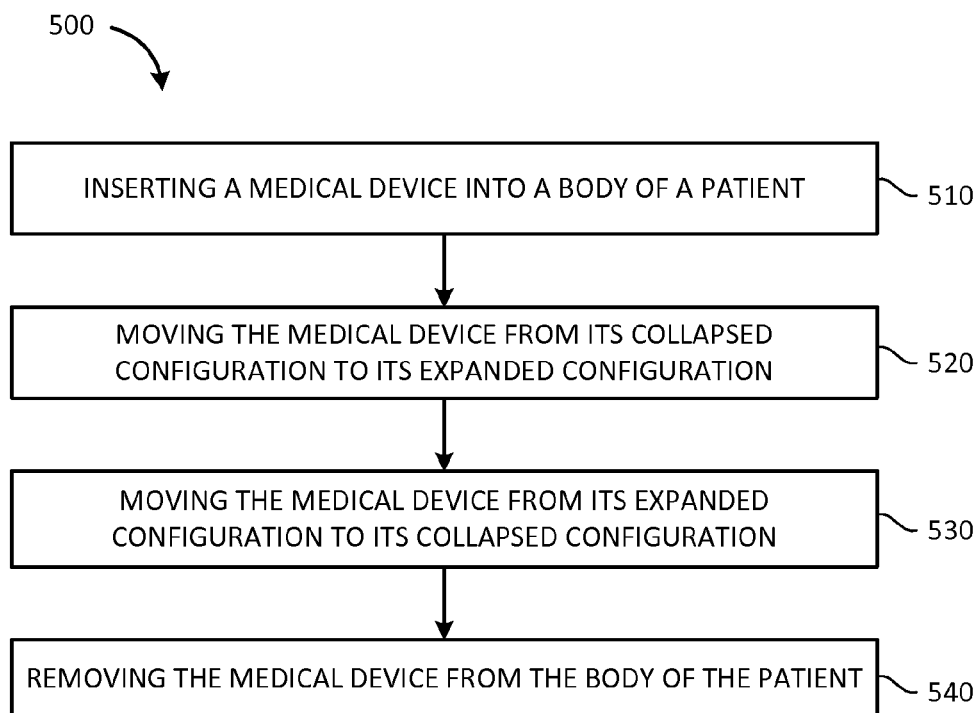 500
INSERTING A MEDICAL DEVICE INTO A BODY OF A PATIENT
510
MOVING THE MEDICAL DEVICE FROM ITS COLLAPSED
CONFIGURATION TO ITS EXPANDED CONFIGURATION
520
MOVING THE MEDICAL DEVICE FROM ITS EXPANDED
CONFIGURATION TO ITS COLLAPSED CONFIGURATION
530
REMOVING THE MEDICAL DEVICE FROM THE BODY OF THE PATIENT
540